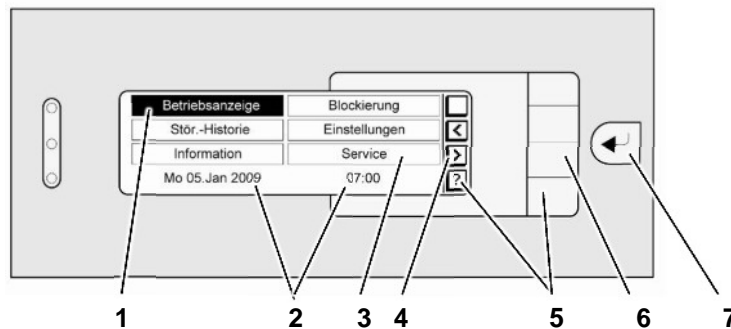 Betriebsanzeige Blockierung
Stör.-Historie Einstellungen <
Information Service >
Mo 05.Jan 2009 07:00 ?
1 2 3 4 5 6 7